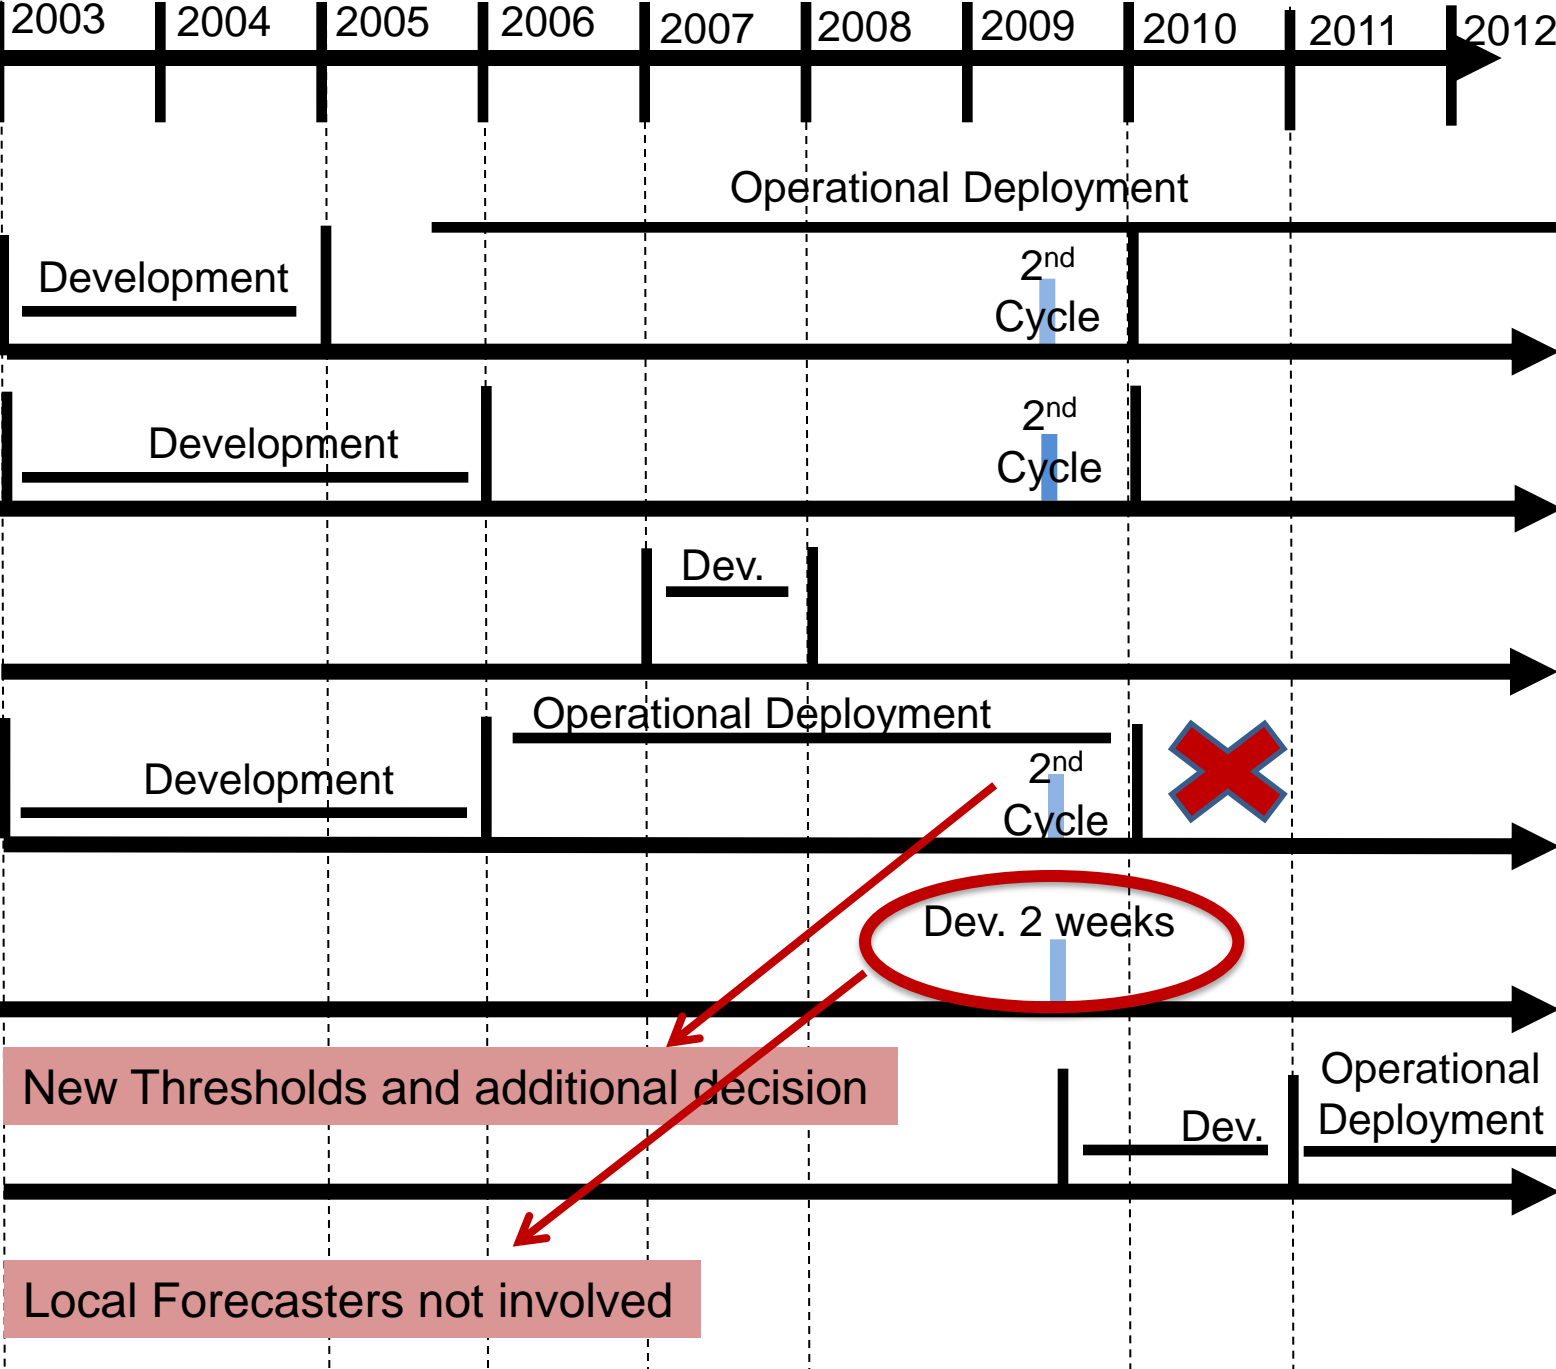 2003 2004 2005 2006 2007 2008 2009 2010 2011 2012
Operational Deployment
Development
2nd
Cycle
Development
2nd
Cycle
Dev.
Operational Deployment
Development
2nd
Cycle
Dev. 2 weeks
New Thresholds and additional decision
Operational
Deployment
Dev.
Local Forecasters not involved